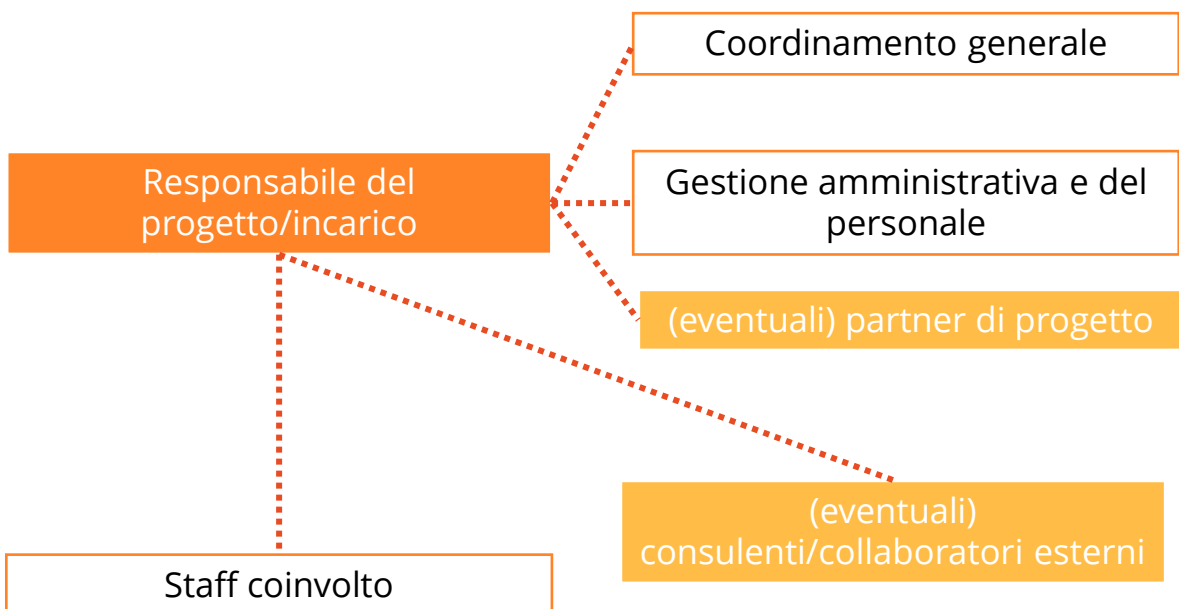 Coordinamento generale
Responsabile del
progetto/incarico
Gestione amministrativa e del
personale
(eventuali) partner di progetto
(eventuali)
consulenti/collaboratori esterni
Staff coinvolto